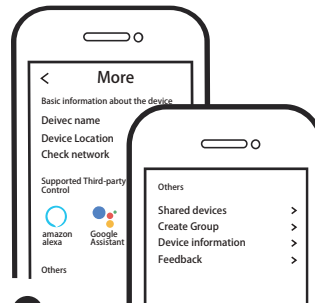 <
More
Basic information about the device
Deivec name
Device Location
Check network
Supported Third-party
Control
amazon
alexa
Google
Assistant
Others
Others
Shared devices >
Create Group >
Device information >
Feedback >